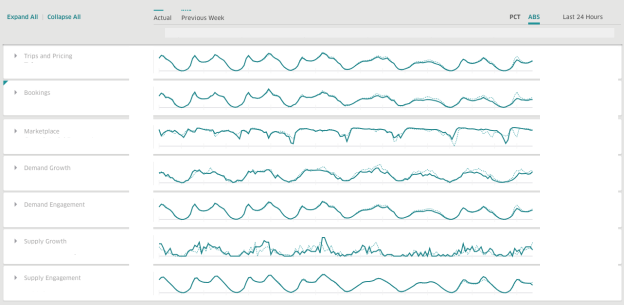 Expand All | Collapse All
Actual Previous Week
PCT ABS Last 24 Hours
Trips and Pricing
Bookings
Marketplace
Demand Growth
Demand Engagement
Supply Growth
Supply Engagement